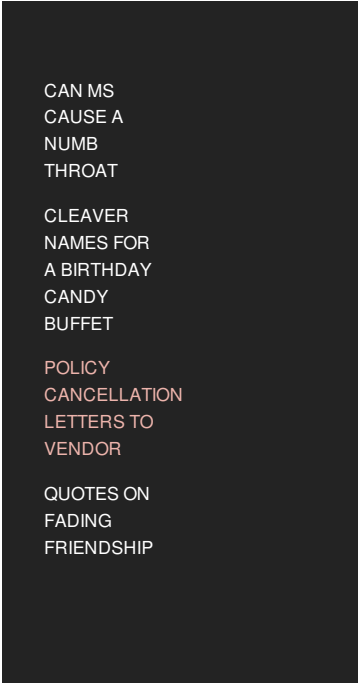 CAN MS
CAUSE A
NUMB
THROAT
CLEAVER
NAMES FOR
A BIRTHDAY
CANDY
BUFFET
POLICY
CANCELLATION
LETTERS TO
VENDOR
QUOTES ON
FADING
FRIENDSHIP